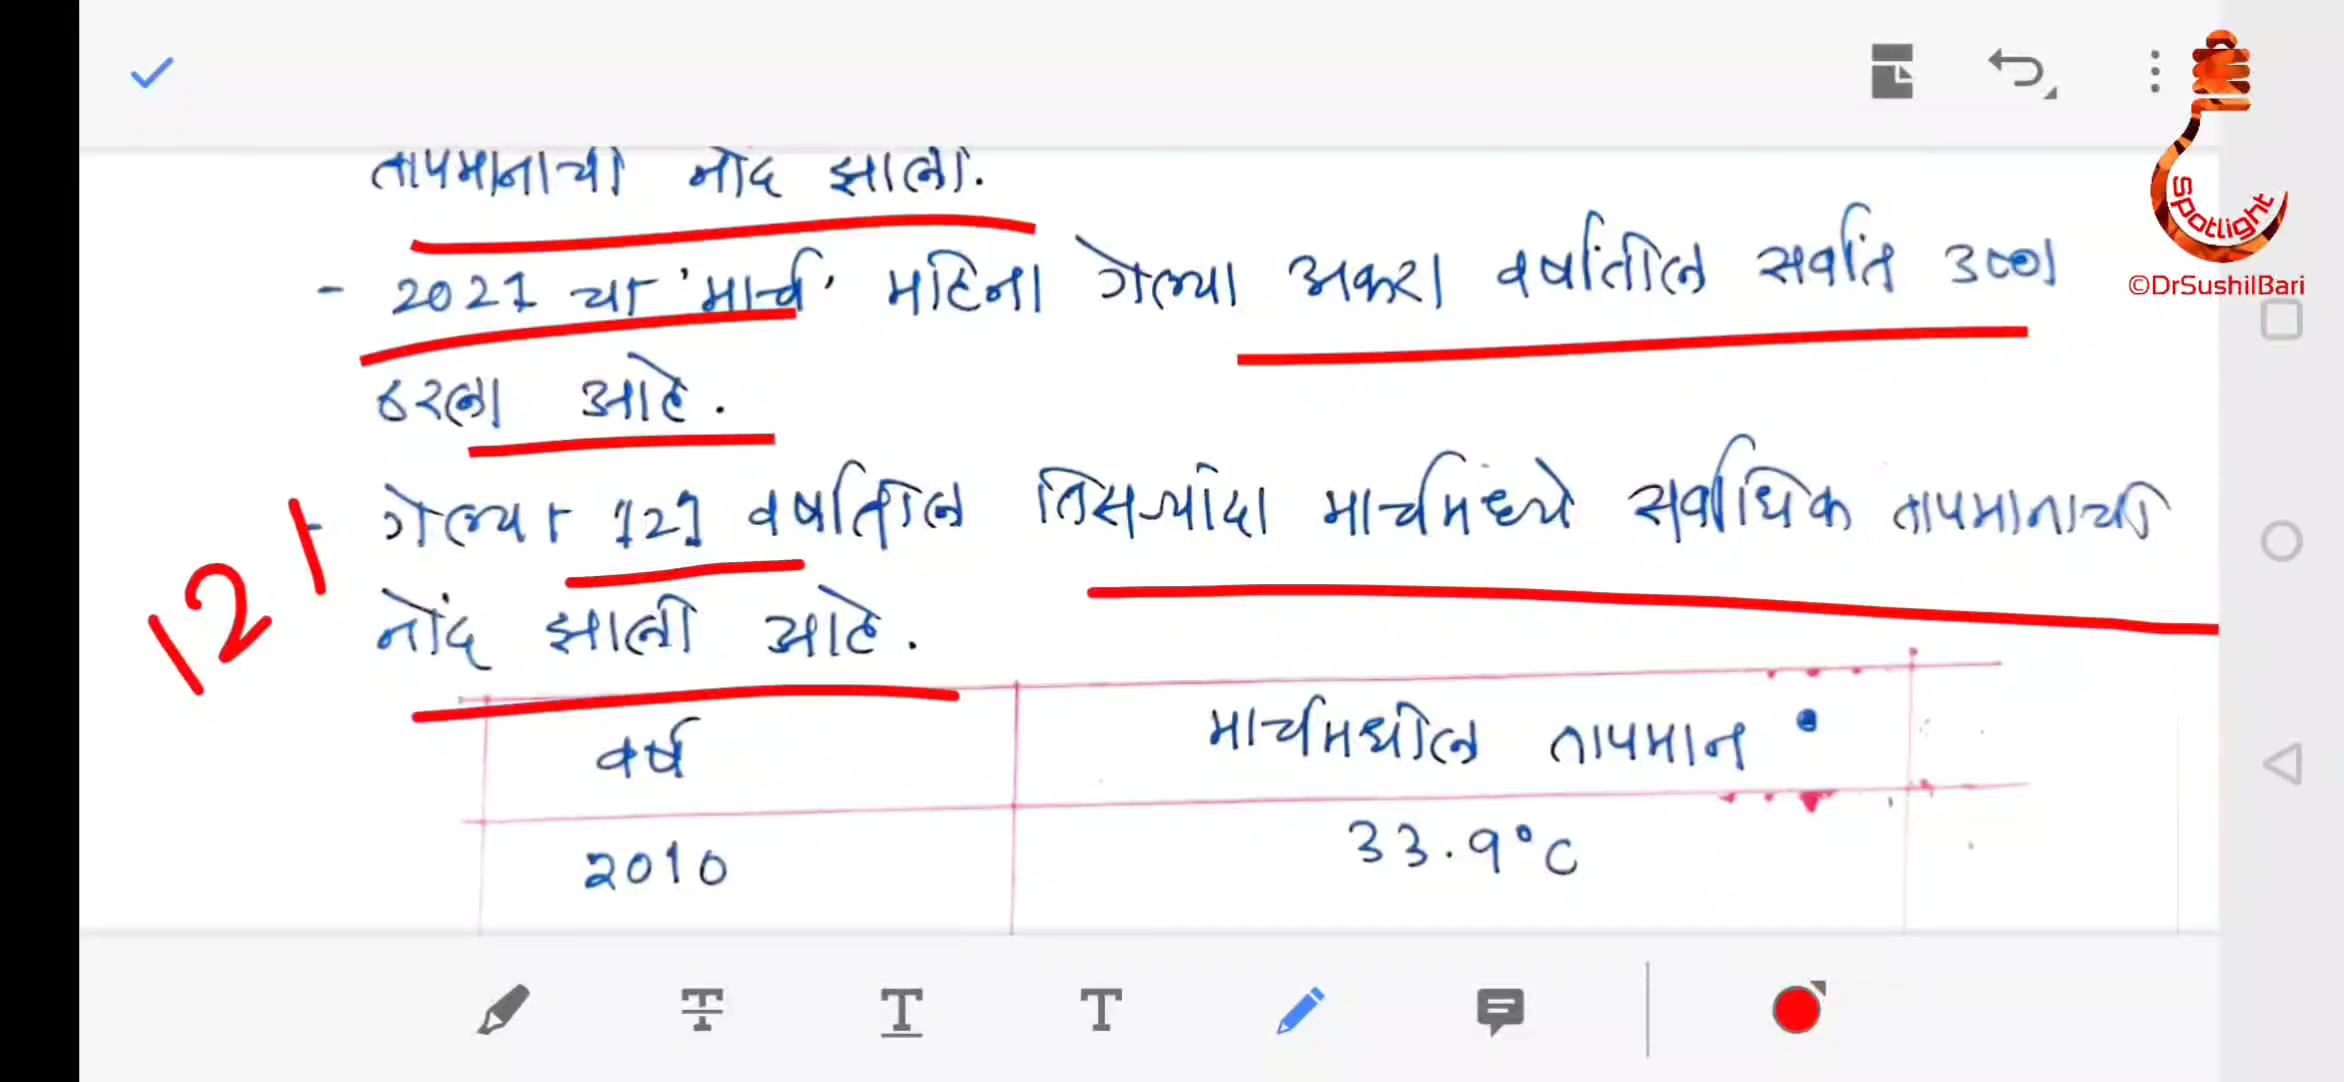 तापमानाची नोंद झाली.
- 2021 चा 'मार्च' महिना गेल्या अकरा वर्षातील सर्वात उष्ण
ठरला आहे.
- गेल्या 121 वर्षातील तिसऱ्यांदा मार्चमध्ये सर्वाधिक तापमानाची
नोंद झाली आहे.
121
वर्ष मार्चमधील तापमान
2010 33.9°C
Spotlight
©DrSushilBari
T T T